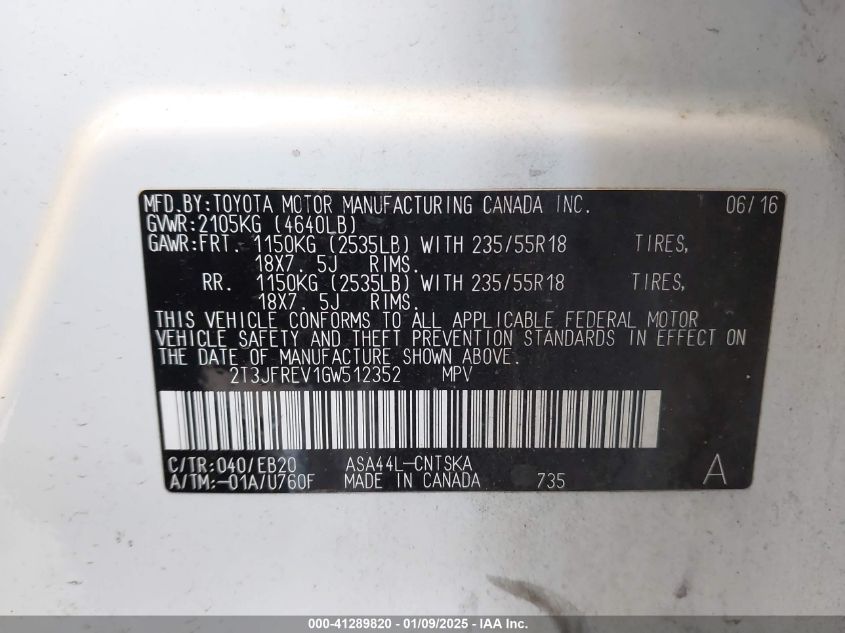 MFD.BY:TOYOTA MOTOR MANUFACTURING CANADA INC. 06/16
GVWR:2105KG (4640LB)
GAWR:FRT. 1150KG (2535LB) WITH 235/55R18 TIRES,
18X7. 5J RIMS.
RR. 1150KG (2535LB) WITH 235/55R18 TIRES,
18X7. 5J RIMS.
THIS VEHICLE CONFORMS TO ALL APPLICABLE FEDERAL MOTOR
VEHICLE SAFETY AND THEFT PREVENTION STANDARDS IN EFFECT ON
THE DATE OF MANUFACTURE SHOWN ABOVE.
2T3JFREV1GW512352 MPV
C/TR:040/EB20 ASA44L-CNTSKA
A/TM:-01A/U760F MADE IN CANADA 735 A
000-41289820 - 01/09/2025 - IAA Inc.